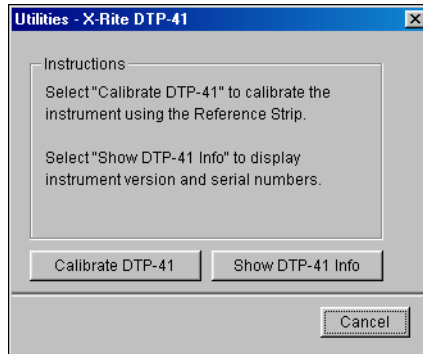 Utilities - X-Rite DTP-41
Instructions
Select "Calibrate DTP-41" to calibrate the
instrument using the Reference Strip.
Select "Show DTP-41 Info" to display
instrument version and serial numbers.
Calibrate DTP-41
Show DTP-41 Info
Cancel